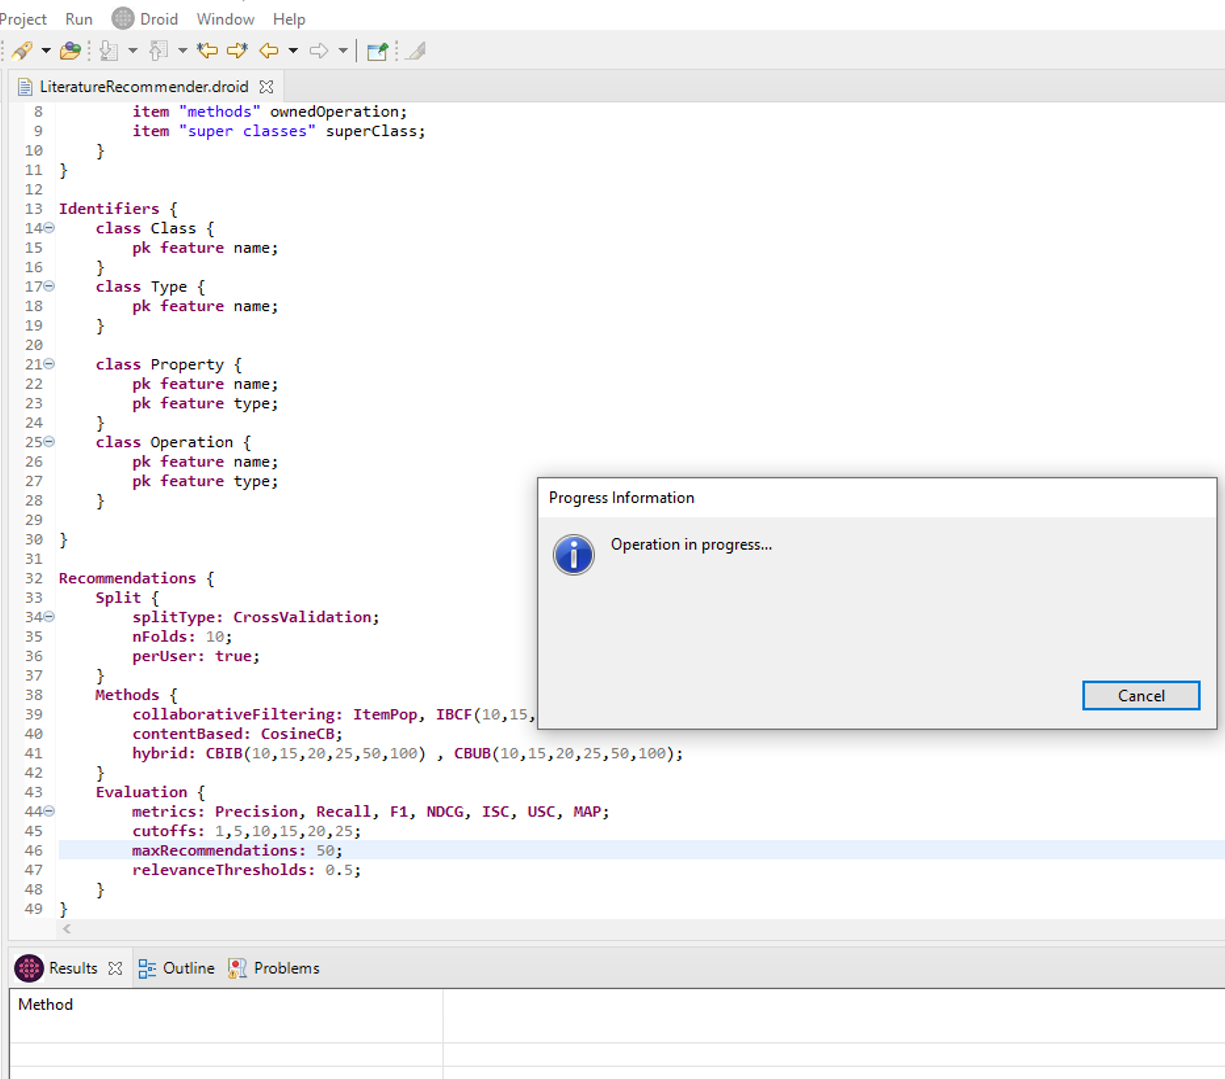 Project Run Droid Window Help
LiteratureRecommender.droid
8 item "methods" ownedOperation;
9 item "super classes" superClass;
10 }
11 }
12
13 Identifiers {
14 class Class {
15 pk feature name;
16 }
17 class Type {
18 pk feature name;
19 }
20
21 class Property {
22 pk feature name;
23 pk feature type;
24 }
25 class Operation {
26 pk feature name;
27 pk feature type;
28 }
29
30 }
31
32 Recommendations {
33 Split {
34 splitType: CrossValidation;
35 nFolds: 10;
36 perUser: true;
37 }
38 Methods {
39 collaborativeFiltering: ItemPop, IBCF(10,15,
40 contentBased: CosineCB;
41 hybrid: CBIB(10,15,20,25,50,100) , CBUB(10,15,20,25,50,100);
42 }
43 Evaluation {
44 metrics: Precision, Recall, F1, NDCG, ISC, USC, MAP;
45 cutoffs: 1,5,10,15,20,25;
46 maxRecommendations: 50;
47 relevanceThresholds: 0.5;
48 }
49 }
Progress Information
Operation in progress...
Cancel
Results Outline Problems
Method